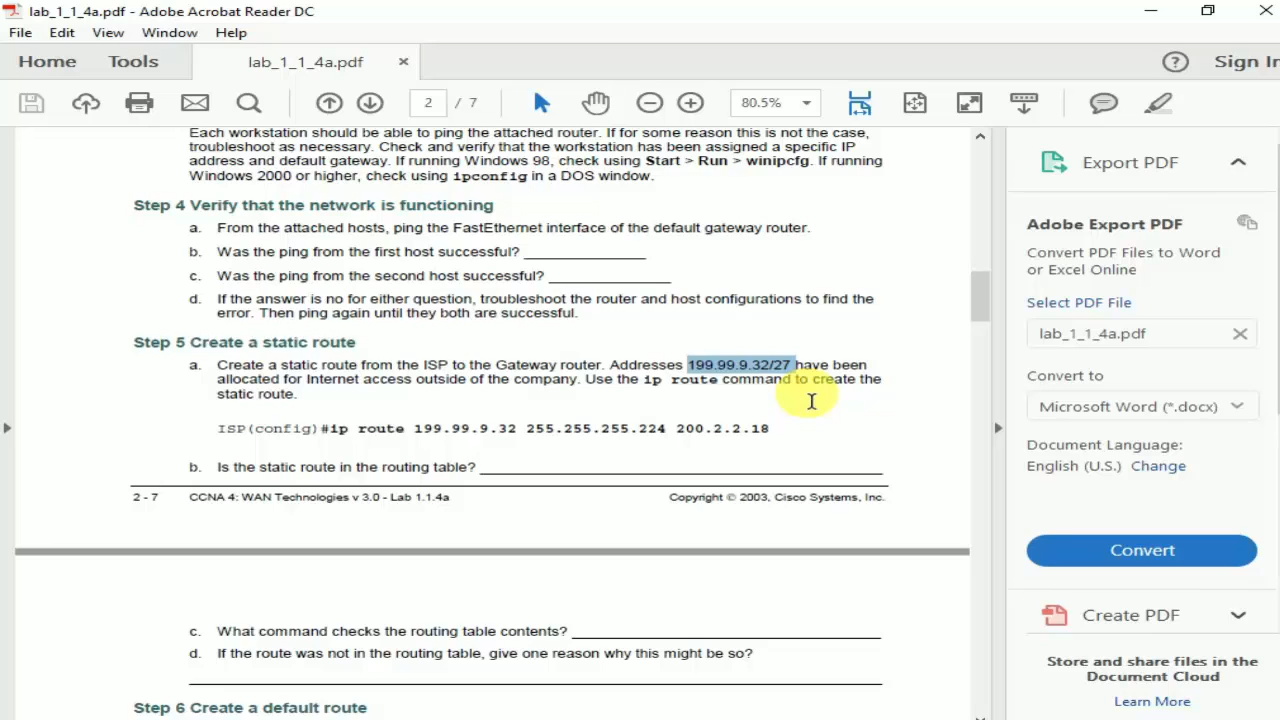 lab_1_1_4a.pdf - Adobe Acrobat Reader DC
File Edit View Window Help
Home Tools lab_1_1_4a.pdf × ? Sign In
2 / 7 80.5%
Each workstation should be able to ping the attached router. If for some reason this is not the case,
troubleshoot as necessary. Check and verify that the workstation has been assigned a specific IP
address and default gateway. If running Windows 98, check using Start > Run > winipcfg. If running
Windows 2000 or higher, check using ipconfig in a DOS window.
Step 4 Verify that the network is functioning
a. From the attached hosts, ping the FastEthernet interface of the default gateway router.
b. Was the ping from the first host successful? ____________
c. Was the ping from the second host successful? ____________
d. If the answer is no for either question, troubleshoot the router and host configurations to find the
error. Then ping again until they both are successful.
Step 5 Create a static route
a. Create a static route from the ISP to the Gateway router. Addresses 199.99.9.32/27 have been
allocated for Internet access outside of the company. Use the ip route command to create the
static route.
ISP(config)#ip route 199.99.9.32 255.255.255.224 200.2.2.18
b. Is the static route in the routing table? ____________
2 - 7 CCNA 4: WAN Technologies v 3.0 - Lab 1.1.4a Copyright © 2003, Cisco Systems, Inc.
c. What command checks the routing table contents? ____________
d. If the route was not in the routing table, give one reason why this might be so?
Step 6 Create a default route
Export PDF
Adobe Export PDF
Convert PDF Files to Word
or Excel Online
Select PDF File
lab_1_1_4a.pdf
Convert to
Microsoft Word (*.docx)
Document Language:
English (U.S.) Change
Convert
Create PDF
Store and share files in the
Document Cloud
Learn More